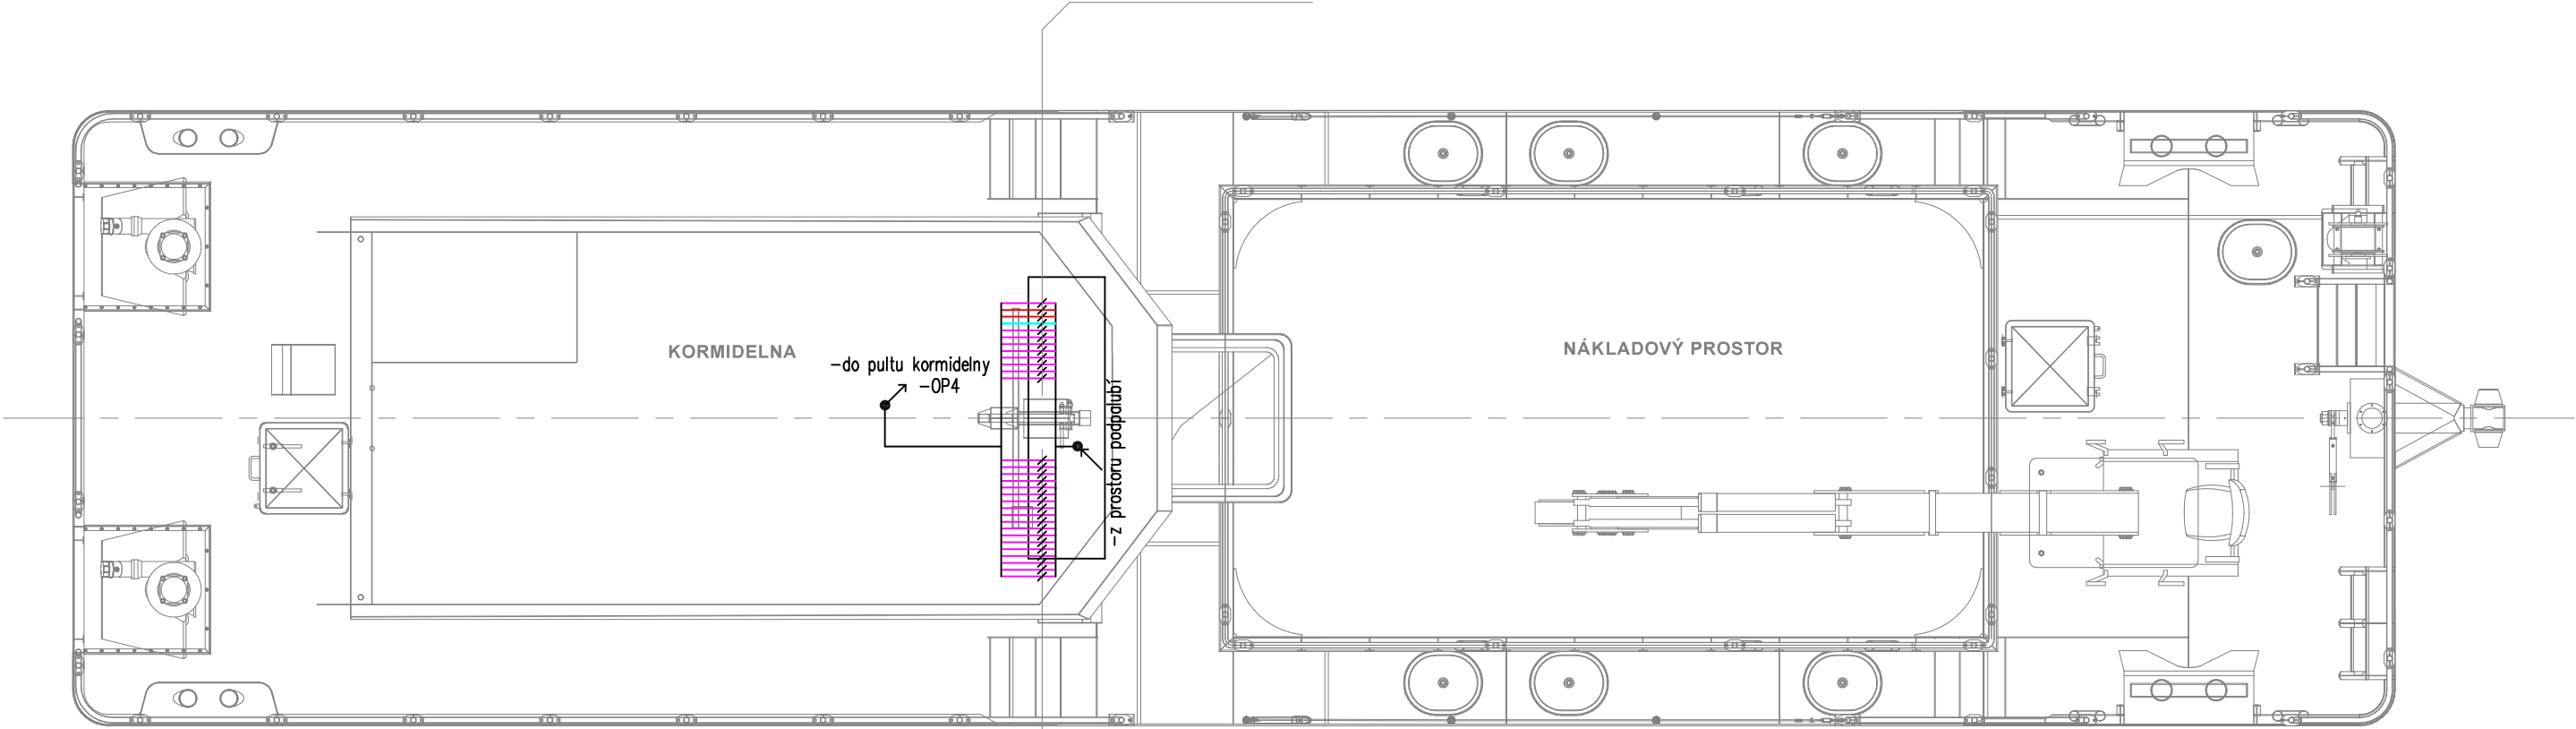 KORMIDELNA
-do pultu kormidelny
-OP4
-z prostoru podpalubí
NÁKLADOVÝ PROSTOR